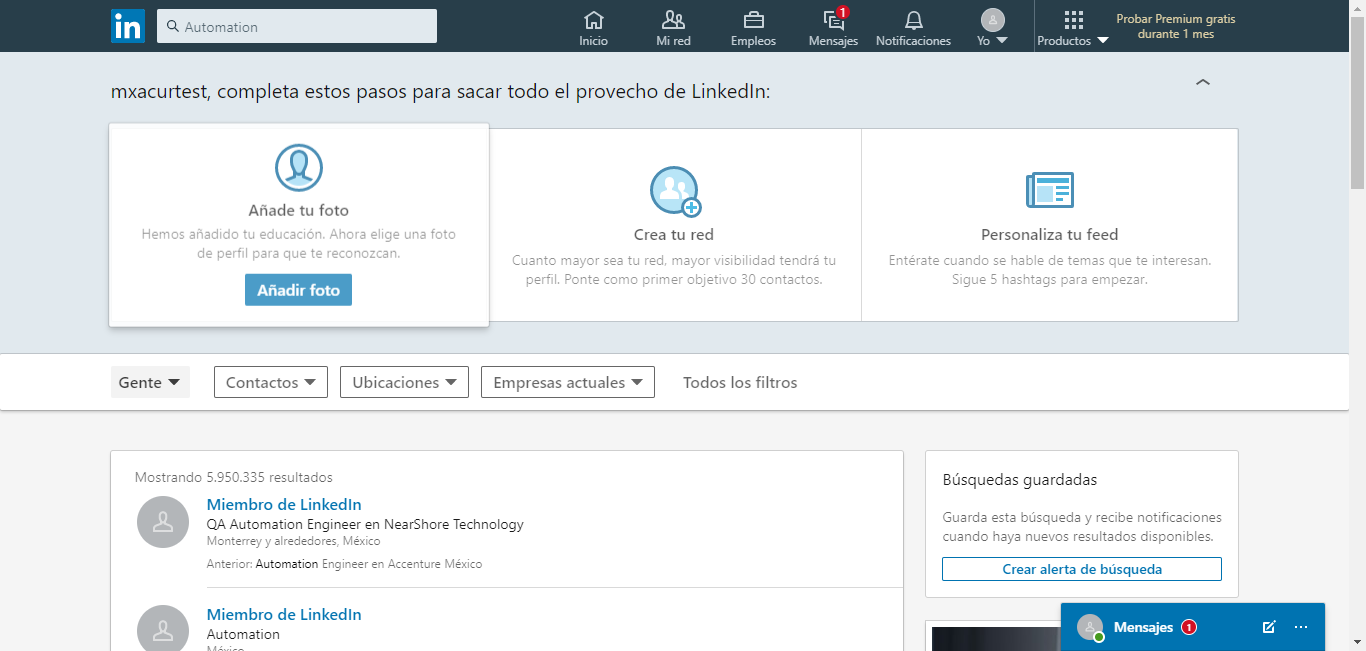 in
Automation
Inicio
Mi red
Empleos
1
Mensajes
Notificaciones
Yo
Productos
Probar Premium gratis
durante 1 mes
mxacurtest, completa estos pasos para sacar todo el provecho de LinkedIn:
Añade tu foto
Hemos añadido tu educación. Ahora elige una foto
de perfil para que te reconozcan.
Añadir foto
Crea tu red
Cuanto mayor sea tu red, mayor visibilidad tendrá tu
perfil. Ponte como primer objetivo 30 contactos.
Personaliza tu feed
Entérate cuando se hable de temas que te interesan.
Sigue 5 hashtags para empezar.
Gente
Contactos
Ubicaciones
Empresas actuales
Todos los filtros
Mostrando 5.950.335 resultados
Miembro de LinkedIn
QA Automation Engineer en NearShore Technology
Monterrey y alrededores, México
Anterior: Automation Engineer en Accenture México
Miembro de LinkedIn
Automation
México
Búsquedas guardadas
Guarda esta búsqueda y recibe notificaciones
cuando haya nuevos resultados disponibles.
Crear alerta de búsqueda
Mensajes 1